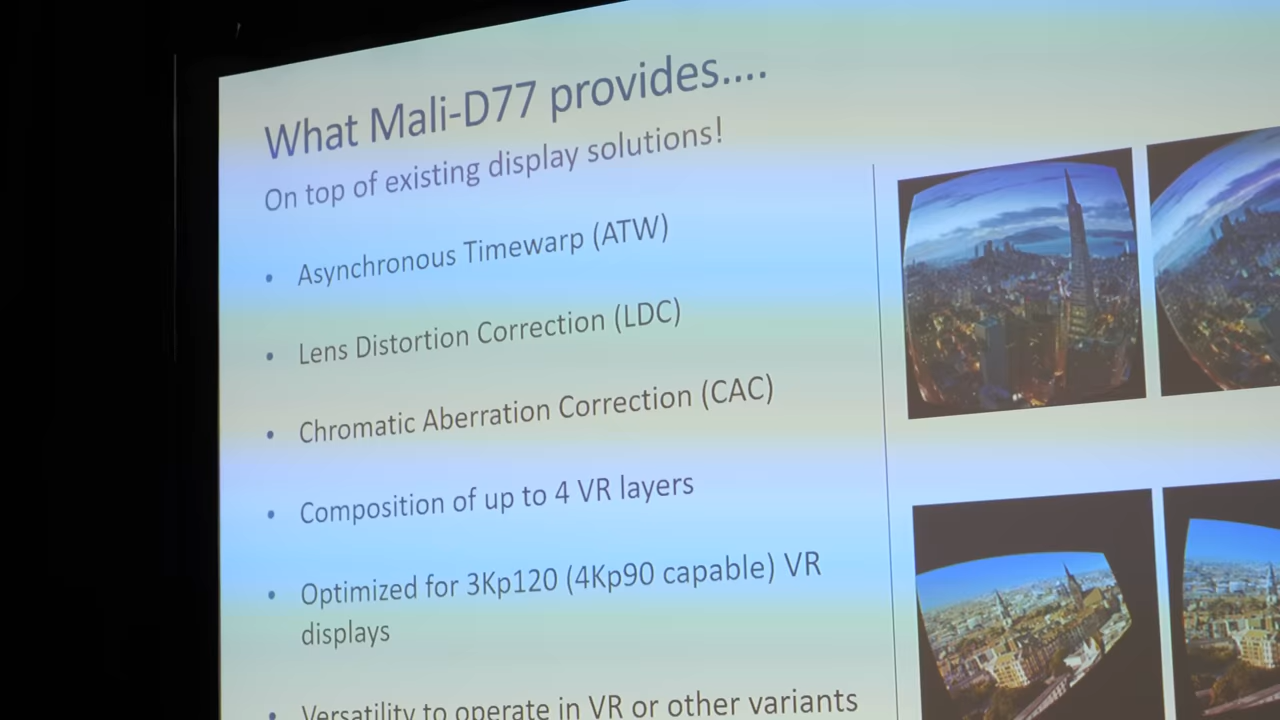 What Mali-D77 provides....
On top of existing display solutions!
• Asynchronous Timewarp (ATW)
• Lens Distortion Correction (LDC)
• Chromatic Aberration Correction (CAC)
• Composition of up to 4 VR layers
• Optimized for 3Kp120 (4Kp90 capable) VR
displays
• Versatility to operate in VR or other variants